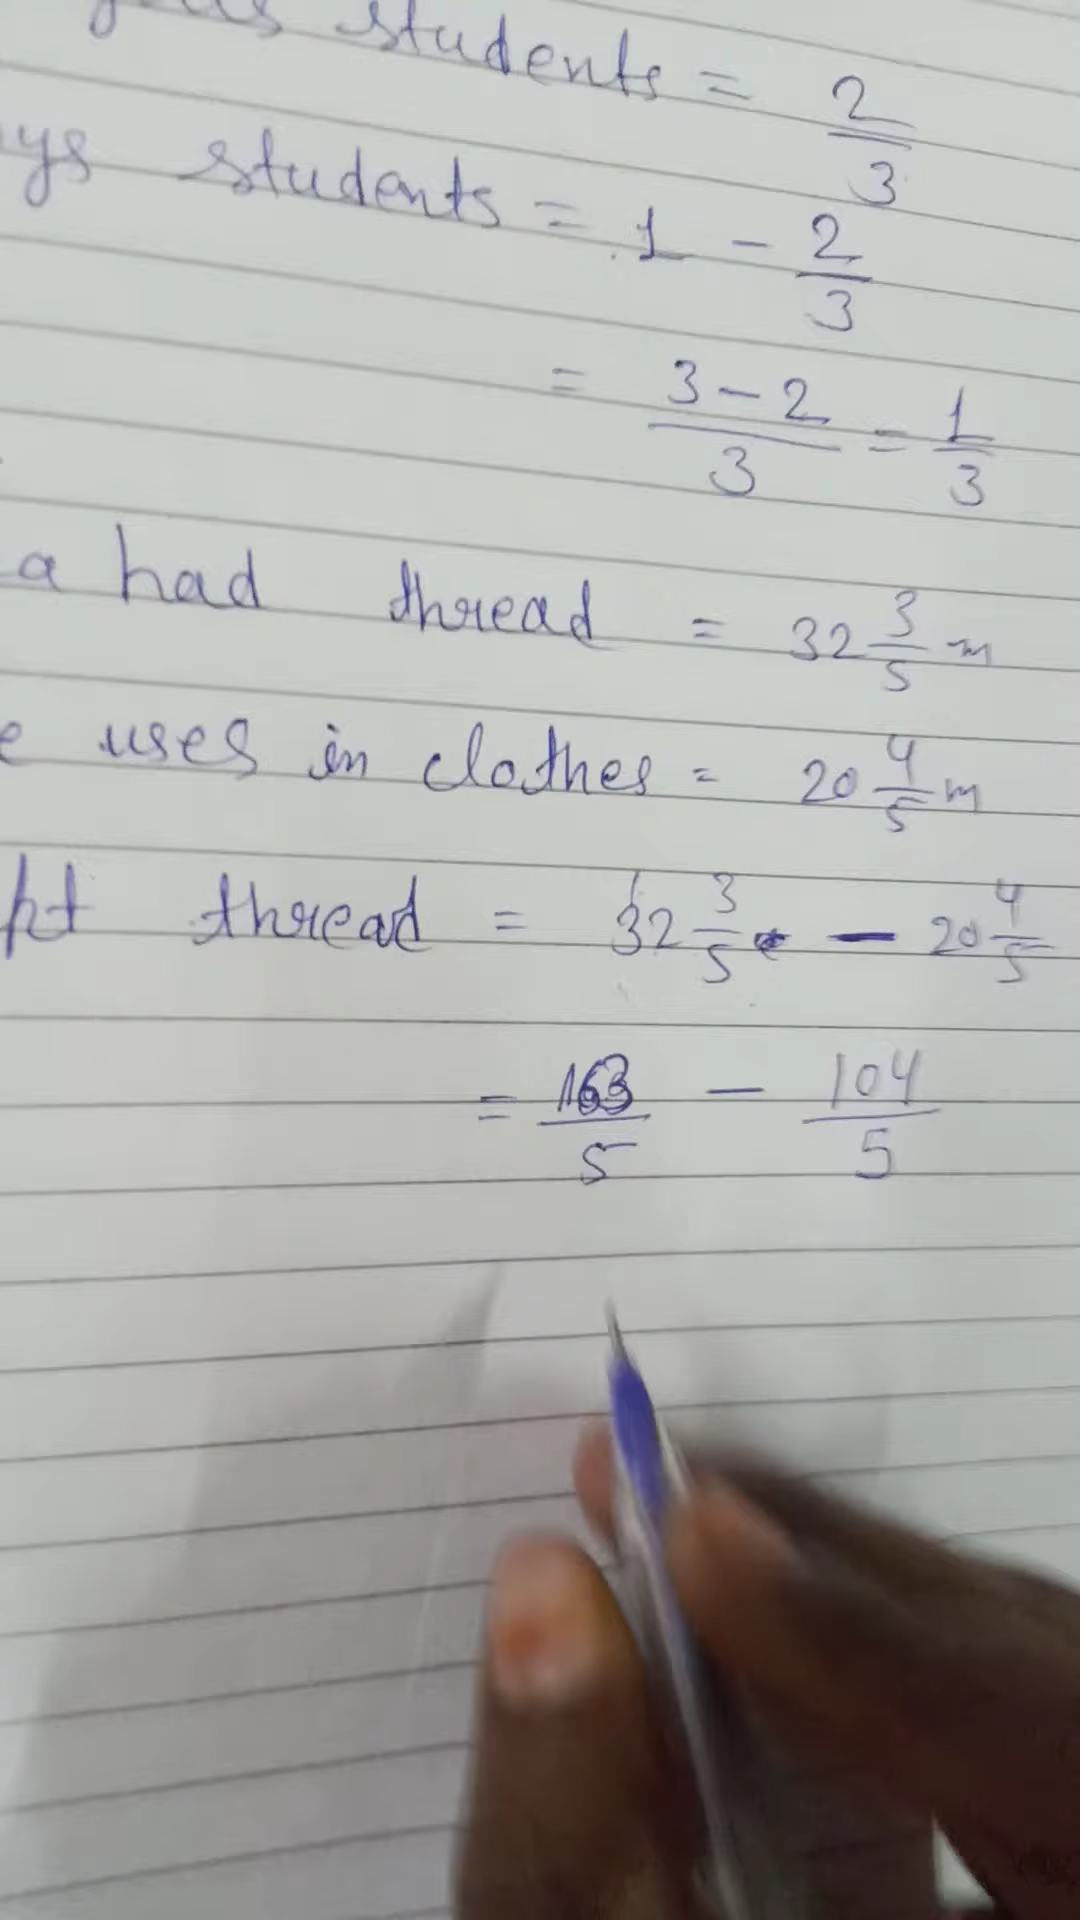 students = 2/3
students = 1 - 2/3
= 3-2/3 = 1/3
a had thread = 32 3/5 m
uses in clothes = 20 4/5 m
thread = 32 3/5 - 20 4/5
= 163/5 - 104/5